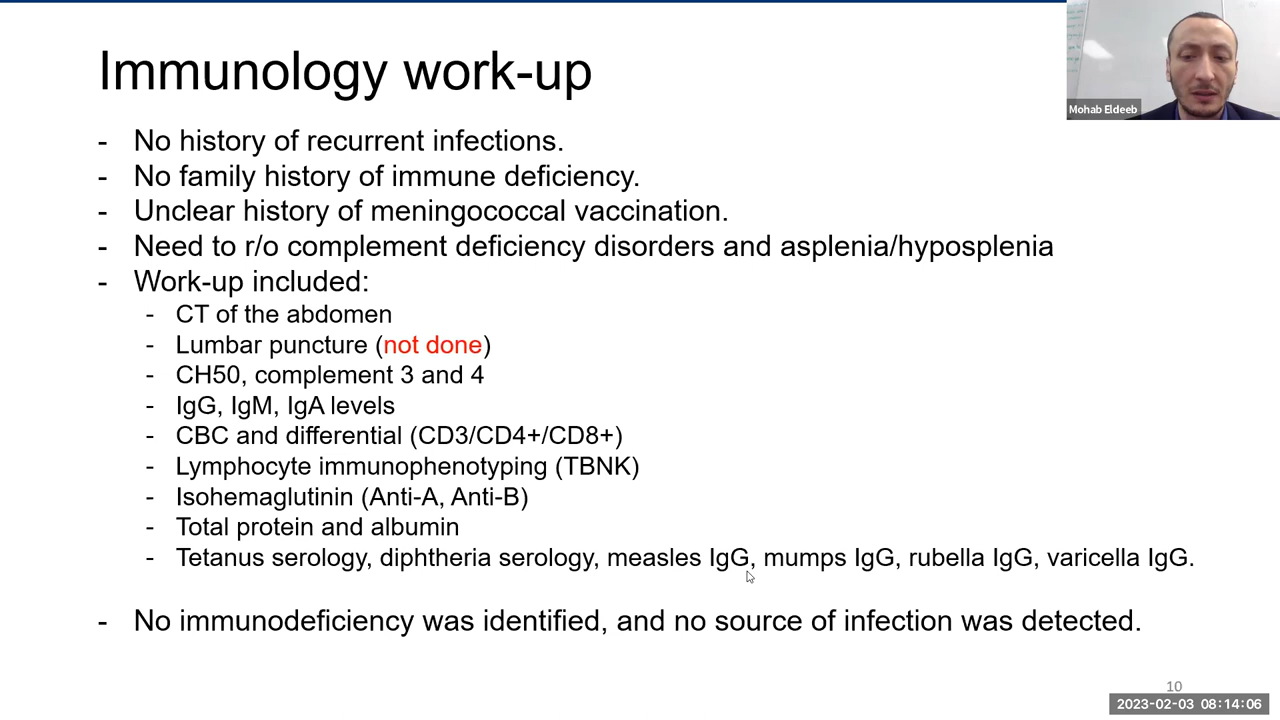 Immunology work-up
Mohab Eldeeb
- No history of recurrent infections.
- No family history of immune deficiency.
- Unclear history of meningococcal vaccination.
- Need to r/o complement deficiency disorders and asplenia/hyposplenia
- Work-up included:
- CT of the abdomen
- Lumbar puncture (not done)
- CH50, complement 3 and 4
- IgG, IgM, IgA levels
- CBC and differential (CD3/CD4+/CD8+)
- Lymphocyte immunophenotyping (TBNK)
- Isohemaglutinin (Anti-A, Anti-B)
- Total protein and albumin
- Tetanus serology, diphtheria serology, measles IgG, mumps IgG, rubella IgG, varicella IgG.
- No immunodeficiency was identified, and no source of infection was detected.
10
2023-02-03 08:14:06